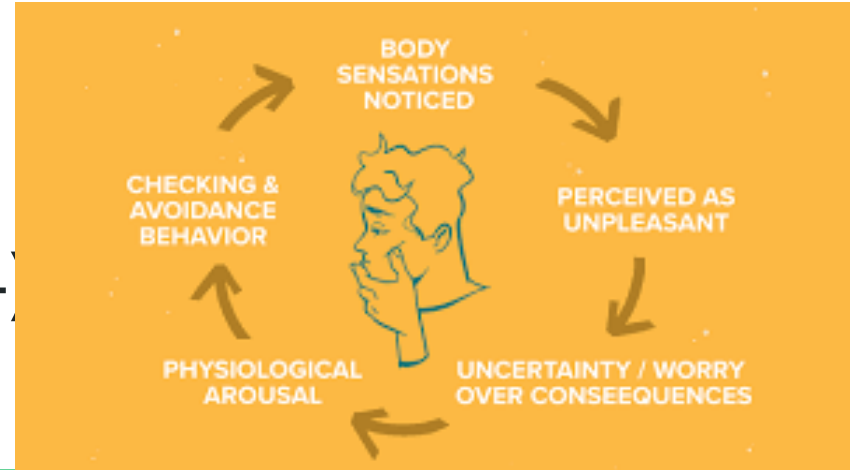 BODY
SENSATIONS
NOTICED
PERCEIVED AS
UNPLEASANT
UNCERTAINTY / WORRY
OVER CONSEEQUENCES
PHYSIOLOGICAL
AROUSAL
CHECKING &
AVOIDANCE
BEHAVIOR